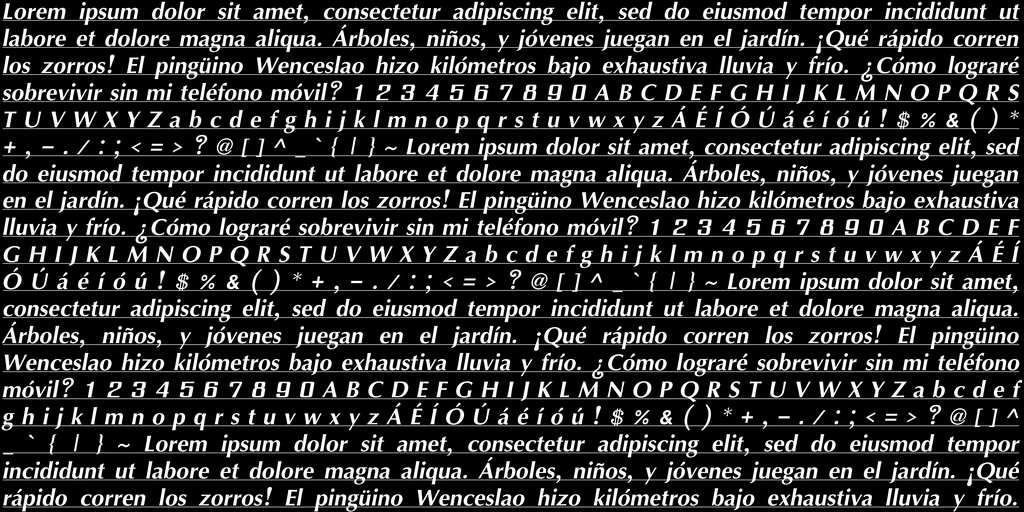 Lorem ipsum dolor sit amet, consectetur adipiscing elit, sed do eiusmod tempor incididunt ut
labore et dolore magna aliqua. Árboles, niños, y jóvenes juegan en el jardín. ¡Qué rápido corren
los zorros! El pingüino Wenceslao hizo kilómetros bajo exhaustiva lluvia y frío. ¿Cómo lograré
sobrevivir sin mi teléfono móvil? 1 2 3 4 5 6 7 8 9 0 A B C D E F G H I J K L M N O P Q R S
T U V W X Y Z a b c d e f g h i j k l m n o p q r s t u v w x y z Á É Í Ó Ú á é í ó ú ! $ % & ( ) *
+ , − . / : ; < = > ? @ [ ] ^ _ ` { | } ~ Lorem ipsum dolor sit amet, consectetur adipiscing elit, sed
do eiusmod tempor incididunt ut labore et dolore magna aliqua. Árboles, niños, y jóvenes juegan
en el jardín. ¡Qué rápido corren los zorros! El pingüino Wenceslao hizo kilómetros bajo exhaustiva
lluvia y frío. ¿Cómo lograré sobrevivir sin mi teléfono móvil? 1 2 3 4 5 6 7 8 9 0 A B C D E F
G H I J K L M N O P Q R S T U V W X Y Z a b c d e f g h i j k l m n o p q r s t u v w x y z Á É Í
Ó Ú á é í ó ú ! $ % & ( ) * + , − . / : ; < = > ? @ [ ] ^ _ ` { | } ~ Lorem ipsum dolor sit amet,
consectetur adipiscing elit, sed do eiusmod tempor incididunt ut labore et dolore magna aliqua.
Árboles, niños, y jóvenes juegan en el jardín. ¡Qué rápido corren los zorros! El pingüino
Wenceslao hizo kilómetros bajo exhaustiva lluvia y frío. ¿Cómo lograré sobrevivir sin mi teléfono
móvil? 1 2 3 4 5 6 7 8 9 0 A B C D E F G H I J K L M N O P Q R S T U V W X Y Z a b c d e f
g h i j k l m n o p q r s t u v w x y z Á É Í Ó Ú á é í ó ú ! $ % & ( ) * + , − . / : ; < = > ? @ [ ] ^
_ ` { | } ~ Lorem ipsum dolor sit amet, consectetur adipiscing elit, sed do eiusmod tempor
incididunt ut labore et dolore magna aliqua. Árboles, niños, y jóvenes juegan en el jardín. ¡Qué
rápido corren los zorros! El pingüino Wenceslao hizo kilómetros bajo exhaustiva lluvia y frío.